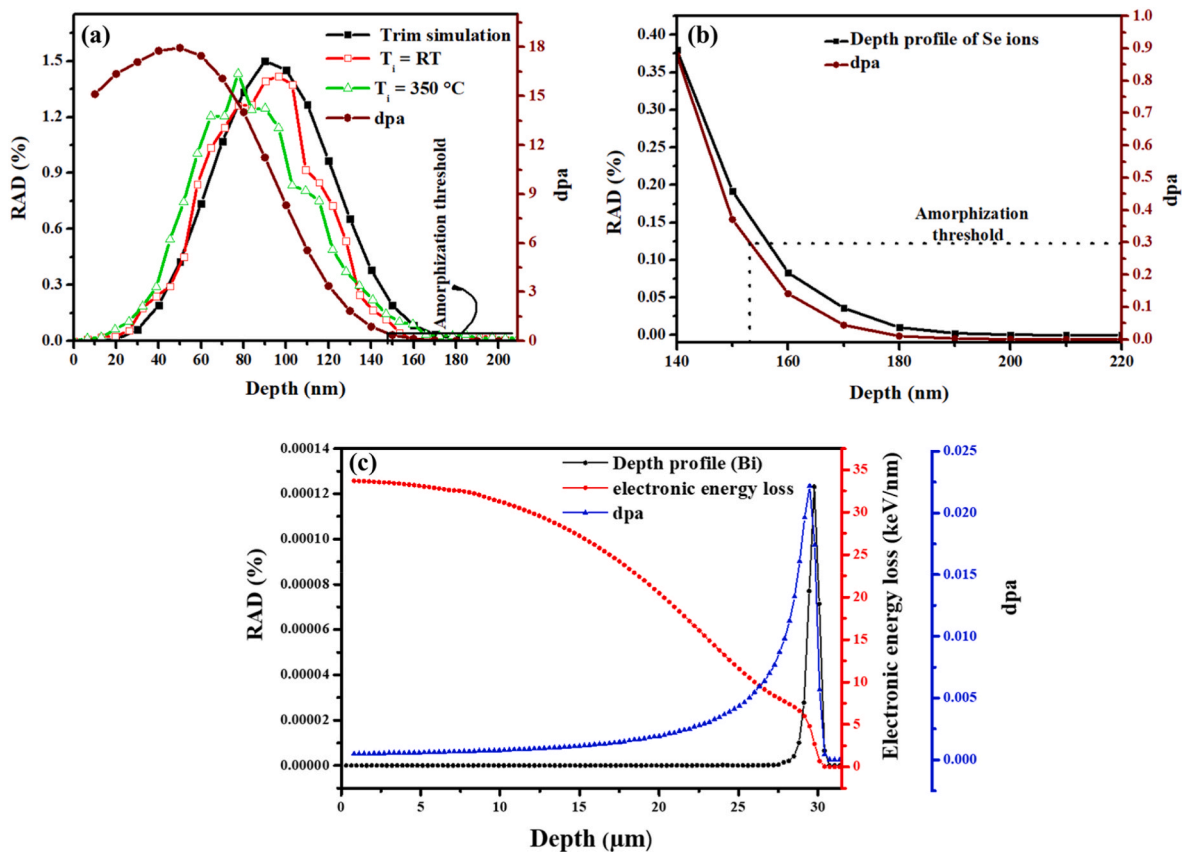 (a)
Trim simulation
T_i = RT
T_i = 350 °C
dpa
RAD (%)
1.5
1.2
0.9
0.6
0.3
0.0
18
15
12
9
6
3
0
dpa
Amorphization threshold
0 20 40 60 80 100 120 140 160 180 200
Depth (nm)
(b)
Depth profile of Se ions
dpa
RAD (%)
0.40
0.35
0.30
0.25
0.20
0.15
0.10
0.05
0.00
1.0
0.9
0.8
0.7
0.6
0.5
0.4
0.3
0.2
0.1
0.0
dpa
Amorphization
threshold
140 150 160 170 180 190 200 210 220
Depth (nm)
(c)
Depth profile (Bi)
electronic energy loss
dpa
RAD (%)
0.00014
0.00012
0.00010
0.00008
0.00006
0.00004
0.00002
0.00000
35
30
25
20
15
10
5
0
Electronic energy loss (keV/nm)
0.025
0.020
0.015
0.010
0.005
0.000
dpa
0 5 10 15 20 25 30
Depth (µm)